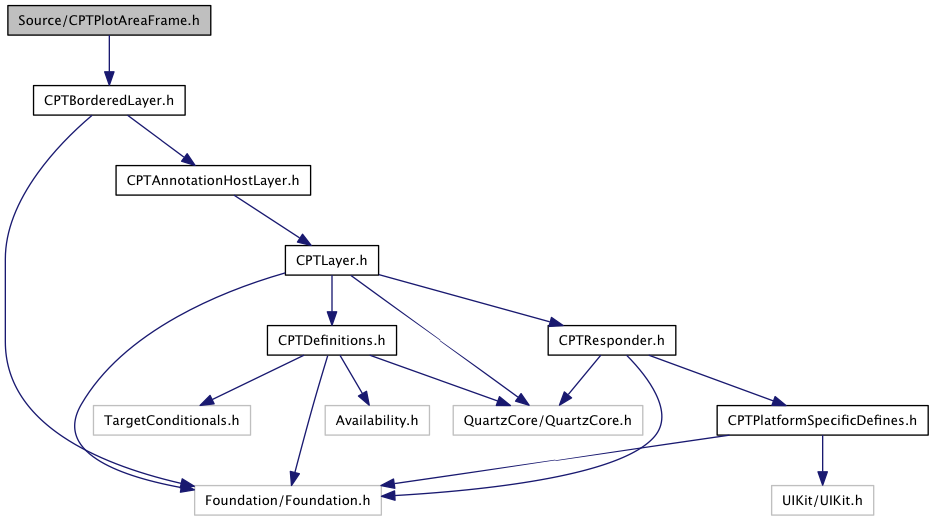 Source/CPTPlotAreaFrame.h
CPTBorderedLayer.h
CPTAnnotationHostLayer.h
CPTLayer.h
CPTDefinitions.h
CPTResponder.h
TargetConditionals.h
Availability.h
QuartzCore/QuartzCore.h
CPTPlatformSpecificDefines.h
Foundation/Foundation.h
UIKit/UIKit.h